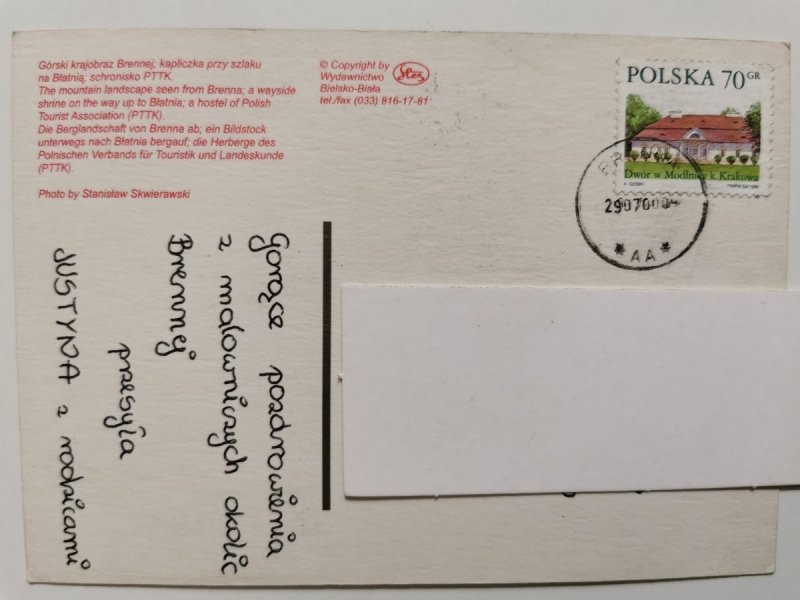 Górski krajobraz Brennej; kapliczka przy szlaku
na Błatnią; schronisko PTTK.
The mountain landscape seen from Brenna; a wayside
shrine on the way up to Błatnia; a hostel of Polish
Tourist Association (PTTK).
Die Berglandschaft von Brenna ab; ein Bildstock
unterwegs nach Błatnia bergauf; die Herberge des
Polnischen Verbands für Touristik und Landeskunde
(PTTK).
Photo by Stanisław Skwierawski
© Copyright by
Wydawnictwo
Bielsko-Biała
tel./fax (033) 816-17-81
POLSKA 70 GR
Dwór w Modlnicy k. Krakowa
AA
Gorące pozdrowienia
z malowniczych okolic
Brennej
przesyła
JUSTYNA z rodzicami